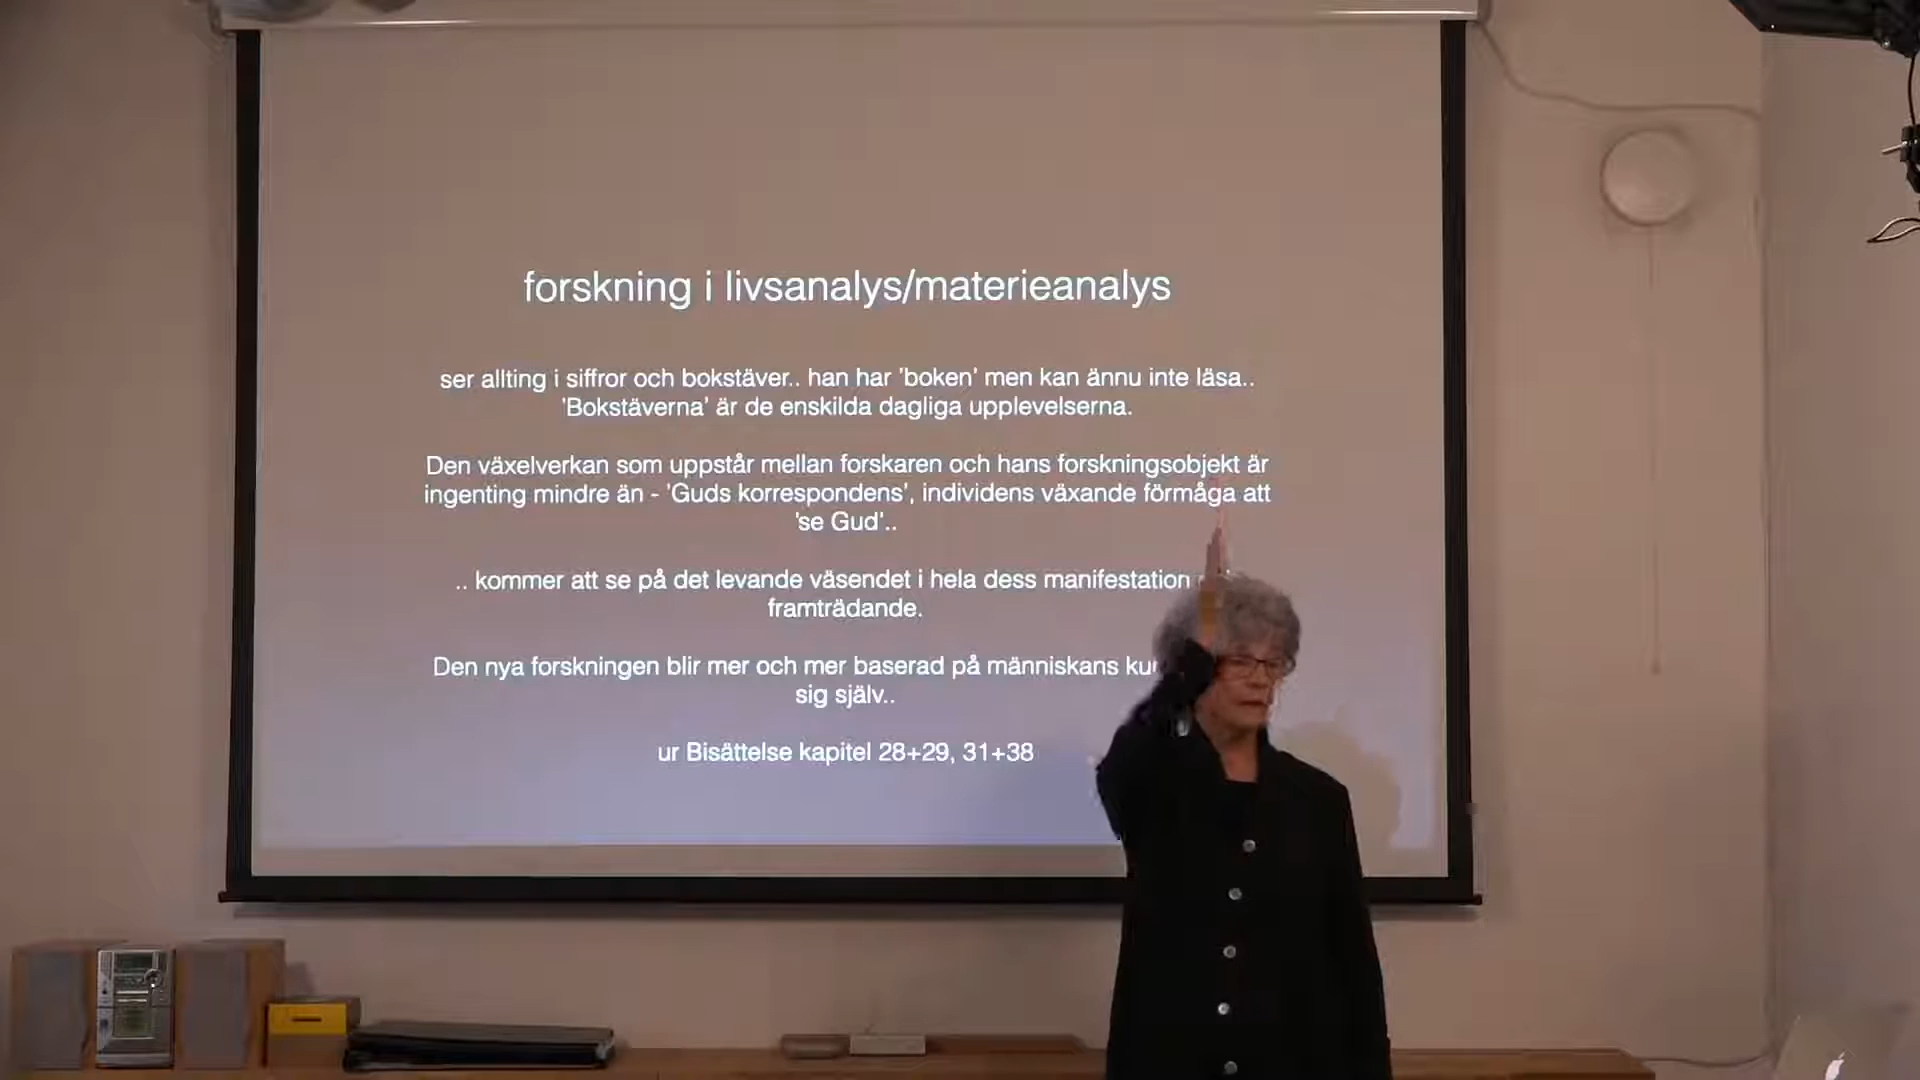 forskning i livsanalys/materieanalys
ser allting i siffror och bokstäver.. han har 'boken' men kan ännu inte läsa..
'Bokstäverna' är de enskilda dagliga upplevelserna.
Den växelverkan som uppstår mellan forskaren och hans forskningsobjekt är
ingenting mindre än - 'Guds korrespondens', individens växande förmåga att
'se Gud'..
.. kommer att se på det levande väsendet i hela dess manifestation
framträdande.
Den nya forskningen blir mer och mer baserad på människans
sig själv..
ur Bisättelse kapitel 28+29, 31+38